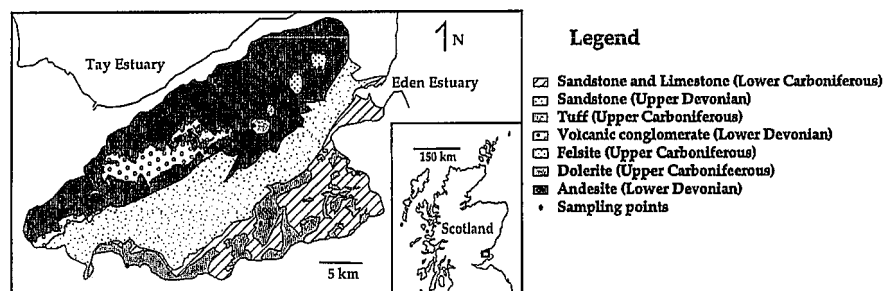 Tay Estuary
N
Eden Estuary
5 km
150 km
Scotland
Legend
Sandstone and Limestone (Lower Carboniferous)
Sandstone (Upper Devonian)
Tuff (Upper Carboniferous)
Volcanic conglomerate (Lower Devonian)
Felsite (Upper Carboniferous)
Dolerite (Upper Carbonifeerous)
Andesite (Lower Devonian)
Sampling points